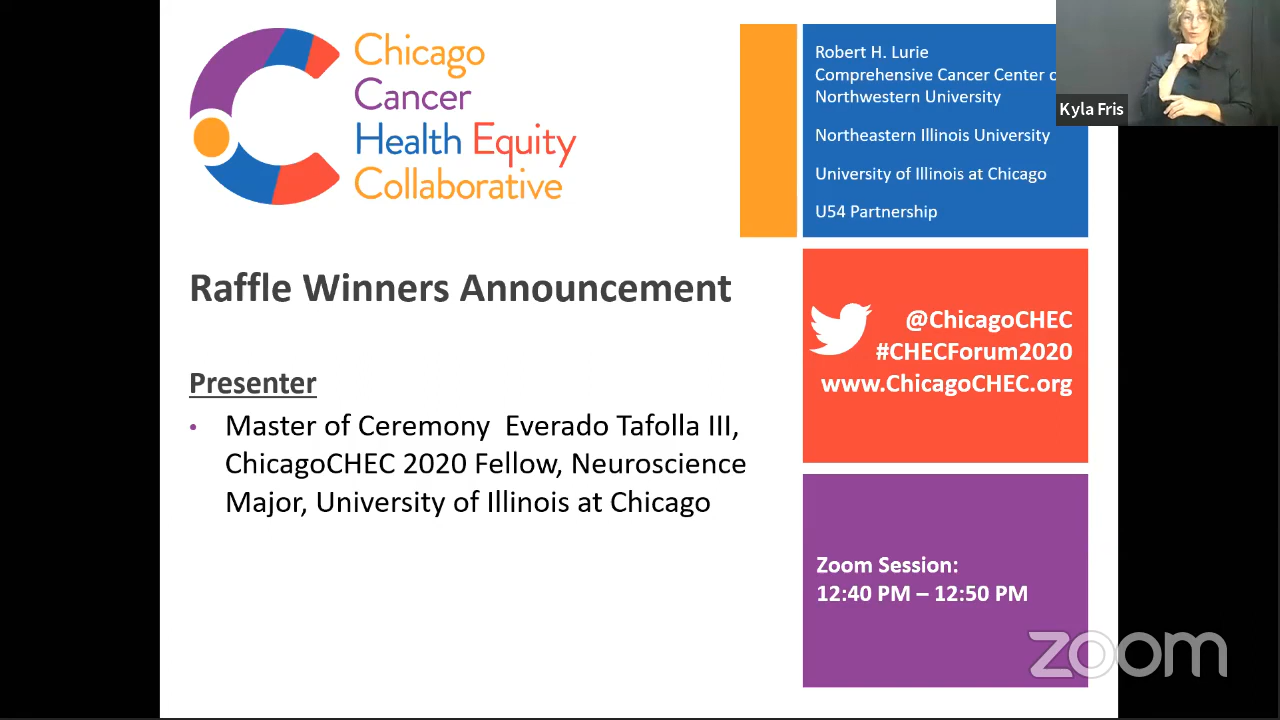 Chicago
Cancer
Health Equity
Collaborative
Robert H. Lurie
Comprehensive Cancer Center
Northwestern University
Northeastern Illinois University
University of Illinois at Chicago
U54 Partnership
Kyla Fris
Raffle Winners Announcement
Presenter
• Master of Ceremony Everado Tafolla III,
ChicagoCHEC 2020 Fellow, Neuroscience
Major, University of Illinois at Chicago
@ChicagoCHEC
#CHECForum2020
www.ChicagoCHEC.org
Zoom Session:
12:40 PM – 12:50 PM
zoom